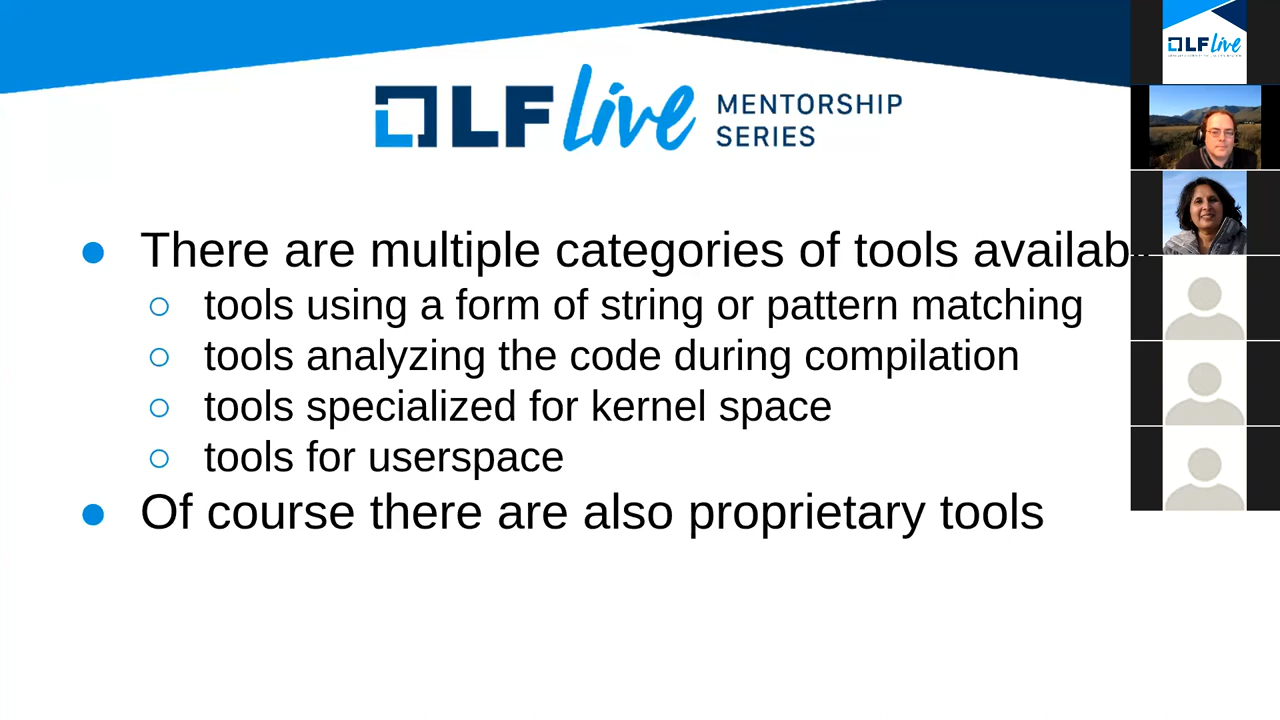 LF live MENTORSHIP
SERIES
LF live
There are multiple categories of tools
tools using a form of string or pattern matching
tools analyzing the code during compilation
tools specialized for kernel space
tools for userspace
Of course there are also proprietary tools